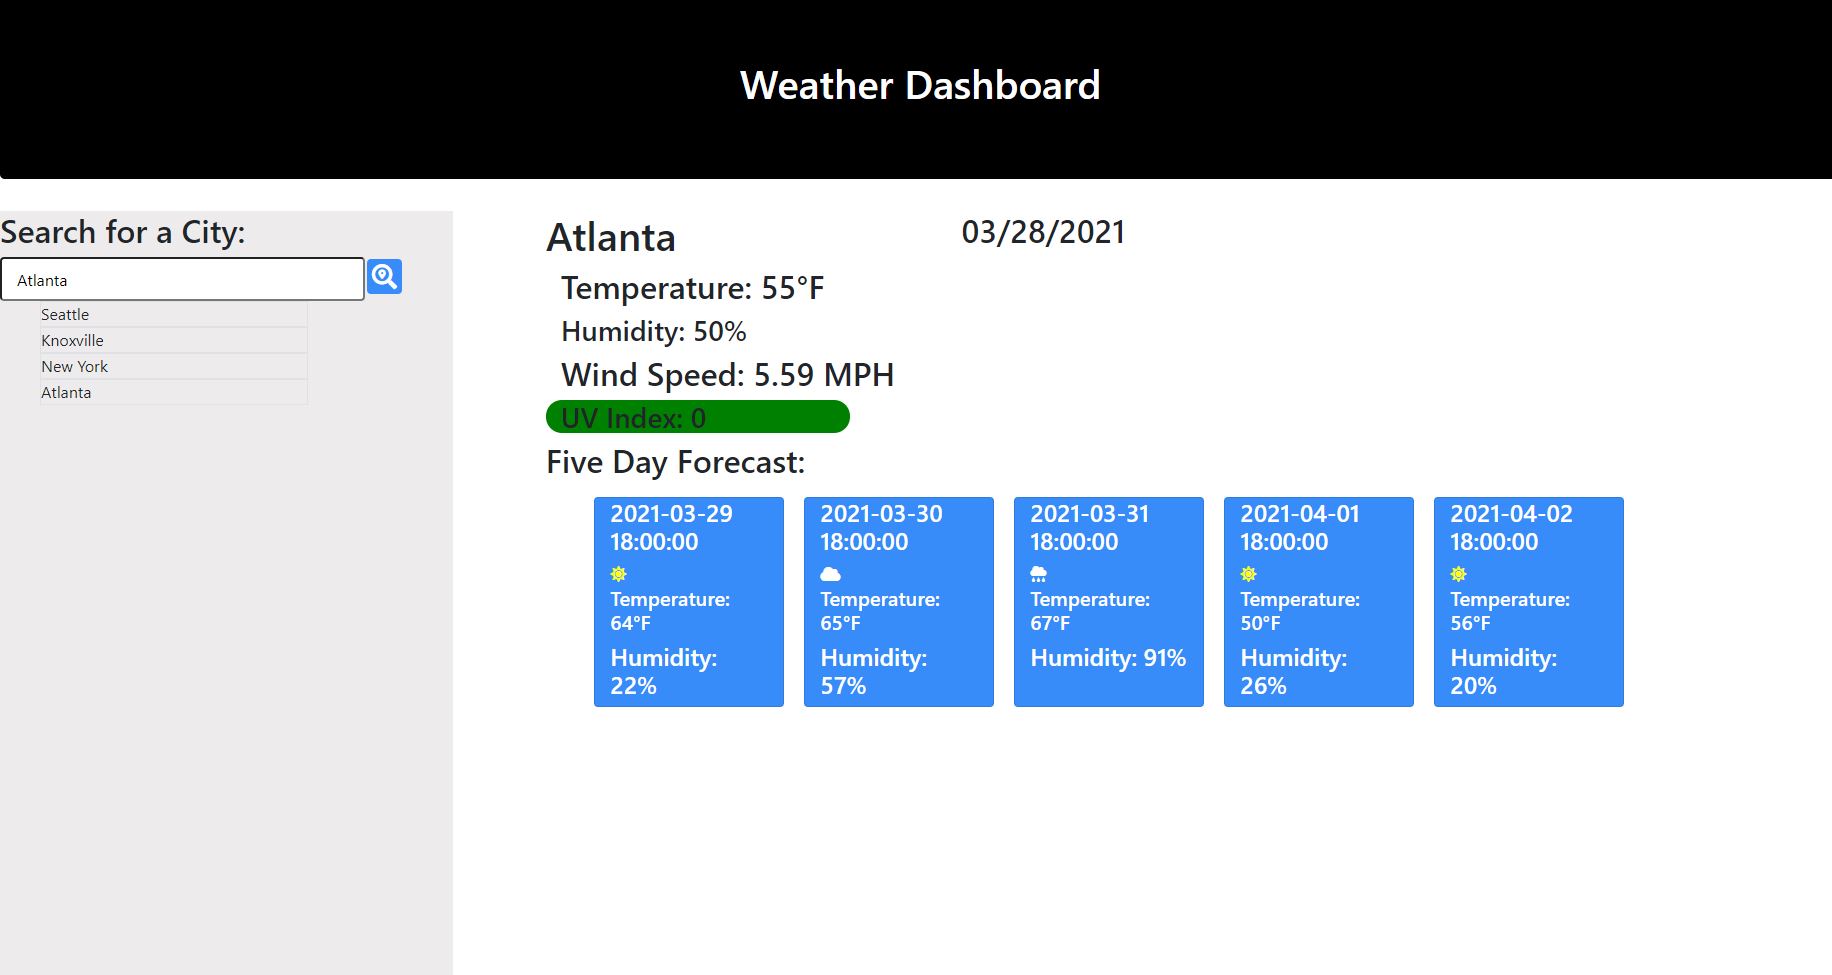 Weather Dashboard
Search for a City:
Atlanta
Seattle
Knoxville
New York
Atlanta
Atlanta
03/28/2021
Temperature: 55°F
Humidity: 50%
Wind Speed: 5.59 MPH
UV Index: 0
Five Day Forecast:
2021-03-29
18:00:00
Temperature:
64°F
Humidity:
22%
2021-03-30
18:00:00
Temperature:
65°F
Humidity:
57%
2021-03-31
18:00:00
Temperature:
67°F
Humidity: 91%
2021-04-01
18:00:00
Temperature:
50°F
Humidity:
26%
2021-04-02
18:00:00
Temperature:
56°F
Humidity:
20%